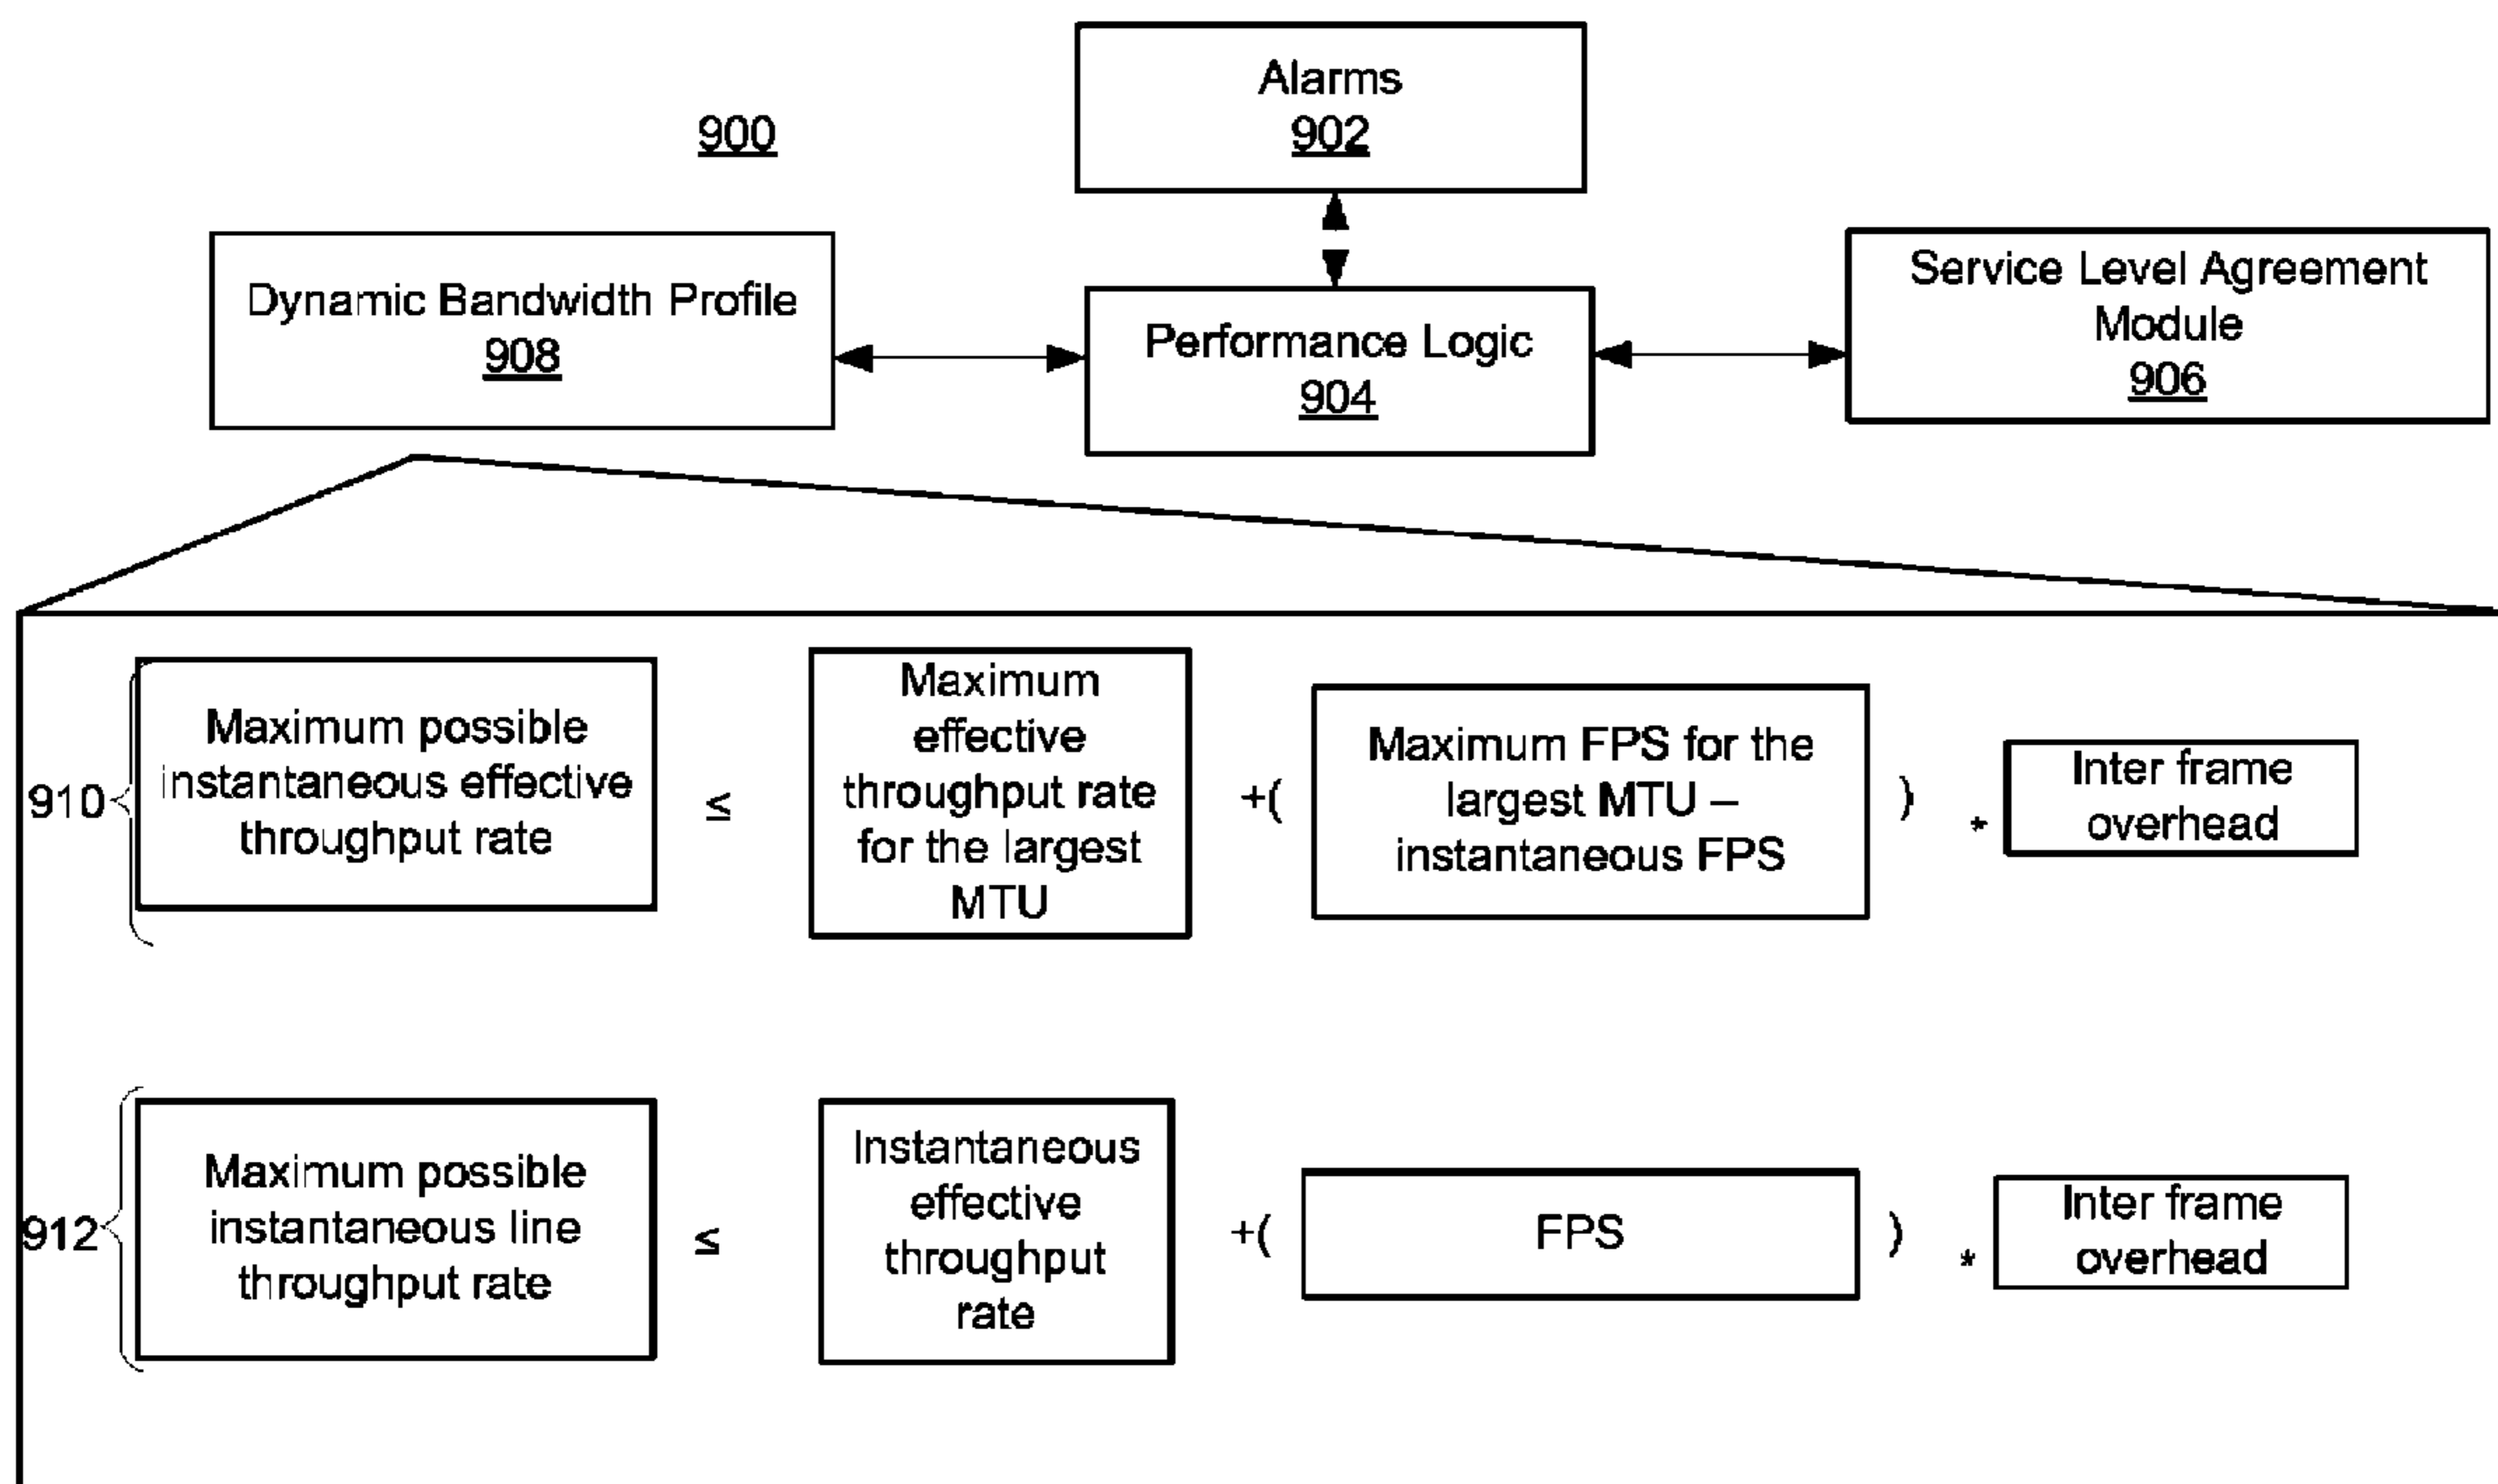 Alarms
902
900
Dynamic Bandwidth Profile
908
Performance Logic
904
Service Level Agreement
Module
906
910
Maximum possible
instantaneous effective
throughput rate
≤
Maximum
effective
throughput rate
for the largest
MTU
+(
Maximum FPS for the
largest MTU –
instantaneous FPS
)
*
Inter frame
overhead
912
Maximum possible
instantaneous line
throughput rate
≤
Instantaneous
effective
throughput
rate
+(
FPS
)
*
Inter frame
overhead